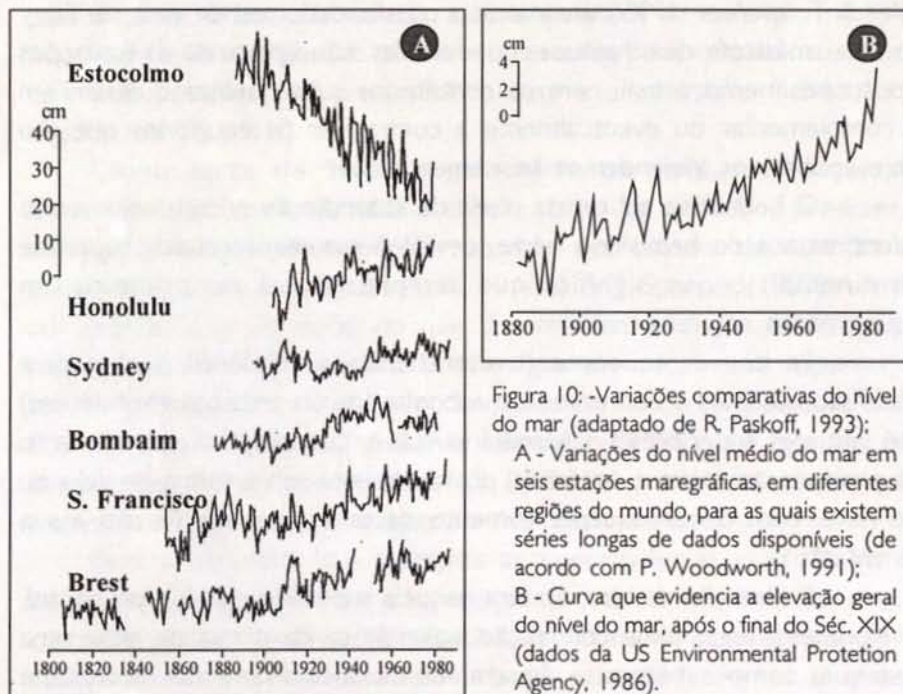 A
Estocolmo
cm
40
30
20
10
0
Honolulu
Sydney
Bombaim
S. Francisco
Brest
1800 1820 1840 1860 1880 1900 1920 1940 1960 1980
B
cm
4
2
0
1880 1900 1920 1940 1960 1980
Figura 10: -Variações comparativas do nível
do mar (adaptado de R. Paskoff, 1993):
A - Variações do nível médio do mar em
seis estações maregráficas, em diferentes
regiões do mundo, para as quais existem
séries longas de dados disponíveis (de
acordo com P. Woodworth, 1991);
B - Curva que evidencia a elevação geral
do nível do mar, após o final do Séc. XIX
(dados da US Environmental Protetion
Agency, 1986).